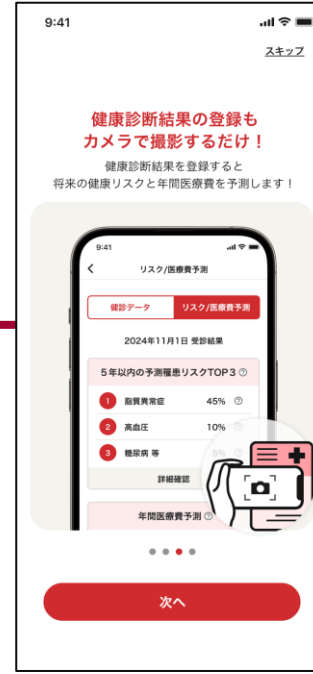 9:41
スキップ
健康診断結果の登録も
カメラで撮影するだけ！
健康診断結果を登録すると
将来の健康リスクと年間医療費を予測します！
9:41
リスク/医療費予測
健診データ
リスク/医療費予測
2024年11月1日 受診結果
5年以内の予測罹患リスクTOP3
1 脂質異常症 45%
2 高血圧 10%
3 糖尿病 等 5%
詳細確認
年間医療費予測
次へ